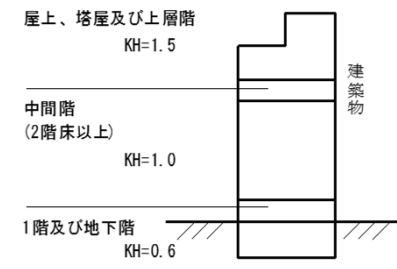 屋上、塔屋及び上層階
KH=1.5
建築物
中間階
(2階床以上)
KH=1.0
1階及び地下階
KH=0.6